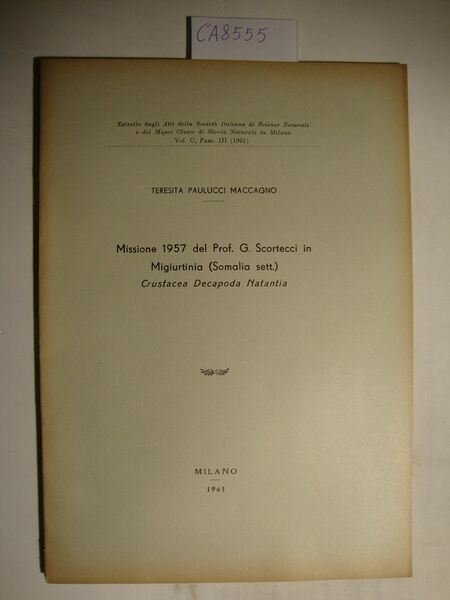 CA8555
Estratto dagli Atti della Società Italiana di Scienze Naturali
e del Museo Civico di Storia Naturale in Milano
Vol. C, Fasc. III (1961)
TERESITA PAULUCCI MACCAGNO
Missione 1957 del Prof. G. Scortecci in
Migiurtinia (Somalia sett.)
Crustacea Decapoda Natantia
MILANO
1961